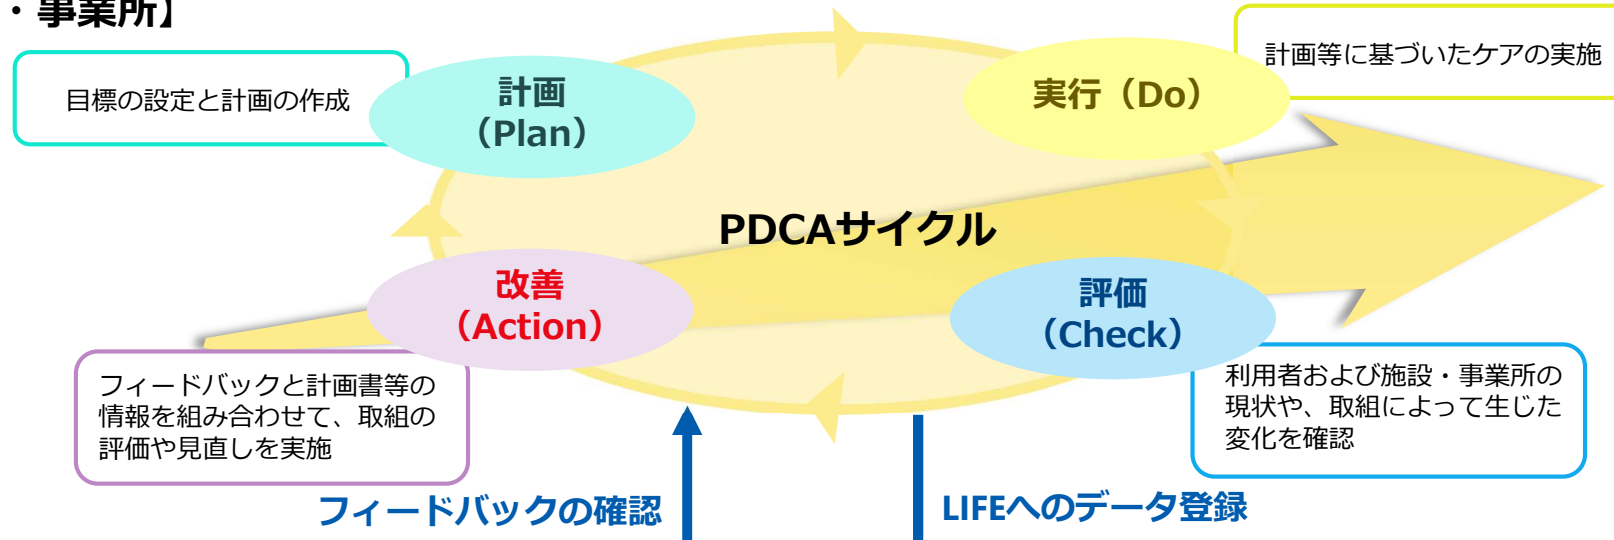 ・事業所】
目標の設定と計画の作成
計画
（Plan）
実行（Do）
計画等に基づいたケアの実施
PDCAサイクル
改善
（Action）
評価
（Check）
フィードバックと計画書等の
情報を組み合わせて、取組の
評価や見直しを実施
利用者および施設・事業所の
現状や、取組によって生じた
変化を確認
フィードバックの確認
LIFEへのデータ登録